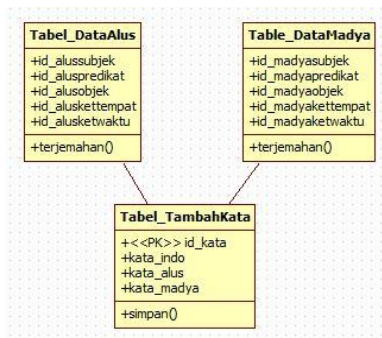 Tabel_DataAlus
+id_alussubjek
+id_aluspredikat
+id_alusobjek
+id_aluskettempat
+id_alusketwaktu
+terjemahan()
Table_DataMadya
+id_madyasubjek
+id_madyapredikat
+id_madyaobjek
+id_madyakettempat
+id_madyaketwaktu
+terjemahan()
Tabel_TambahKata
+<<PK>> id_kata
+kata_indo
+kata_alus
+kata_madya
+simpan()